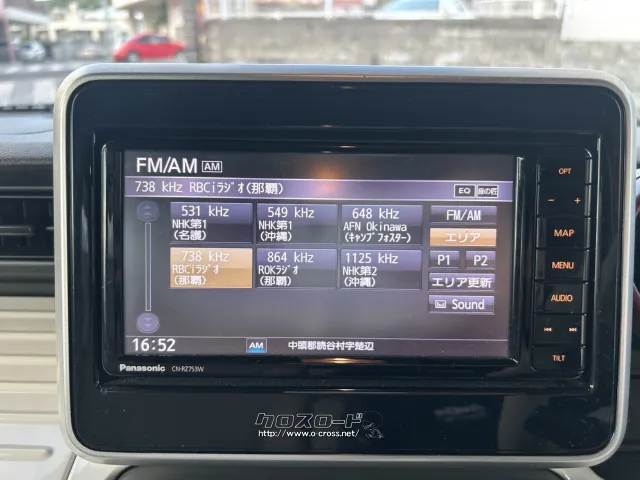 FM/AM AM
738 kHz RBCiﾗｼﾞｵ(那覇)
EQ 音の匠
531 kHz
NHK第1
(名護)
549 kHz
NHK第1
(沖縄)
648 kHz
AFN Okinawa
(ｷｬﾝﾌﾟﾌｫｽﾀｰ)
FM/AM
エリア
738 kHz
RBCiﾗｼﾞｵ
(那覇)
864 kHz
ROKﾗｼﾞｵ
(那覇)
1125 kHz
NHK第2
(沖縄)
P1 P2
エリア更新
Sound
16:52 AM 中頭郡読谷村字楚辺
Panasonic CN-RZ753W
OPT
− +
MAP
MENU
AUDIO
TILT
クロスロード
http://www.o-cross.net/